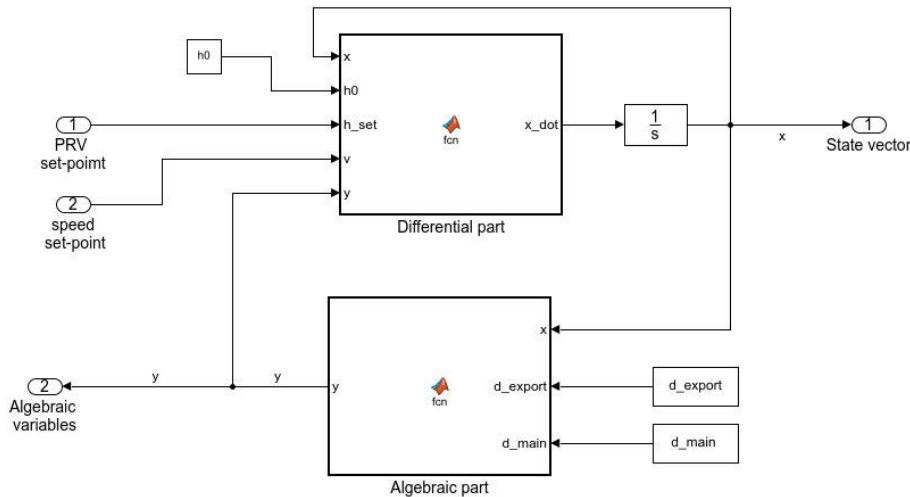 h0
x
h0
h_set
v
y
fcn
x_dot
Differential part
1
s
1
PRV
set-poimt
2
speed
set-point
x
1
State vector
x
d_export
d_main
y
fcn
Algebraic part
d_export
d_main
y
y
2
Algebraic
variables